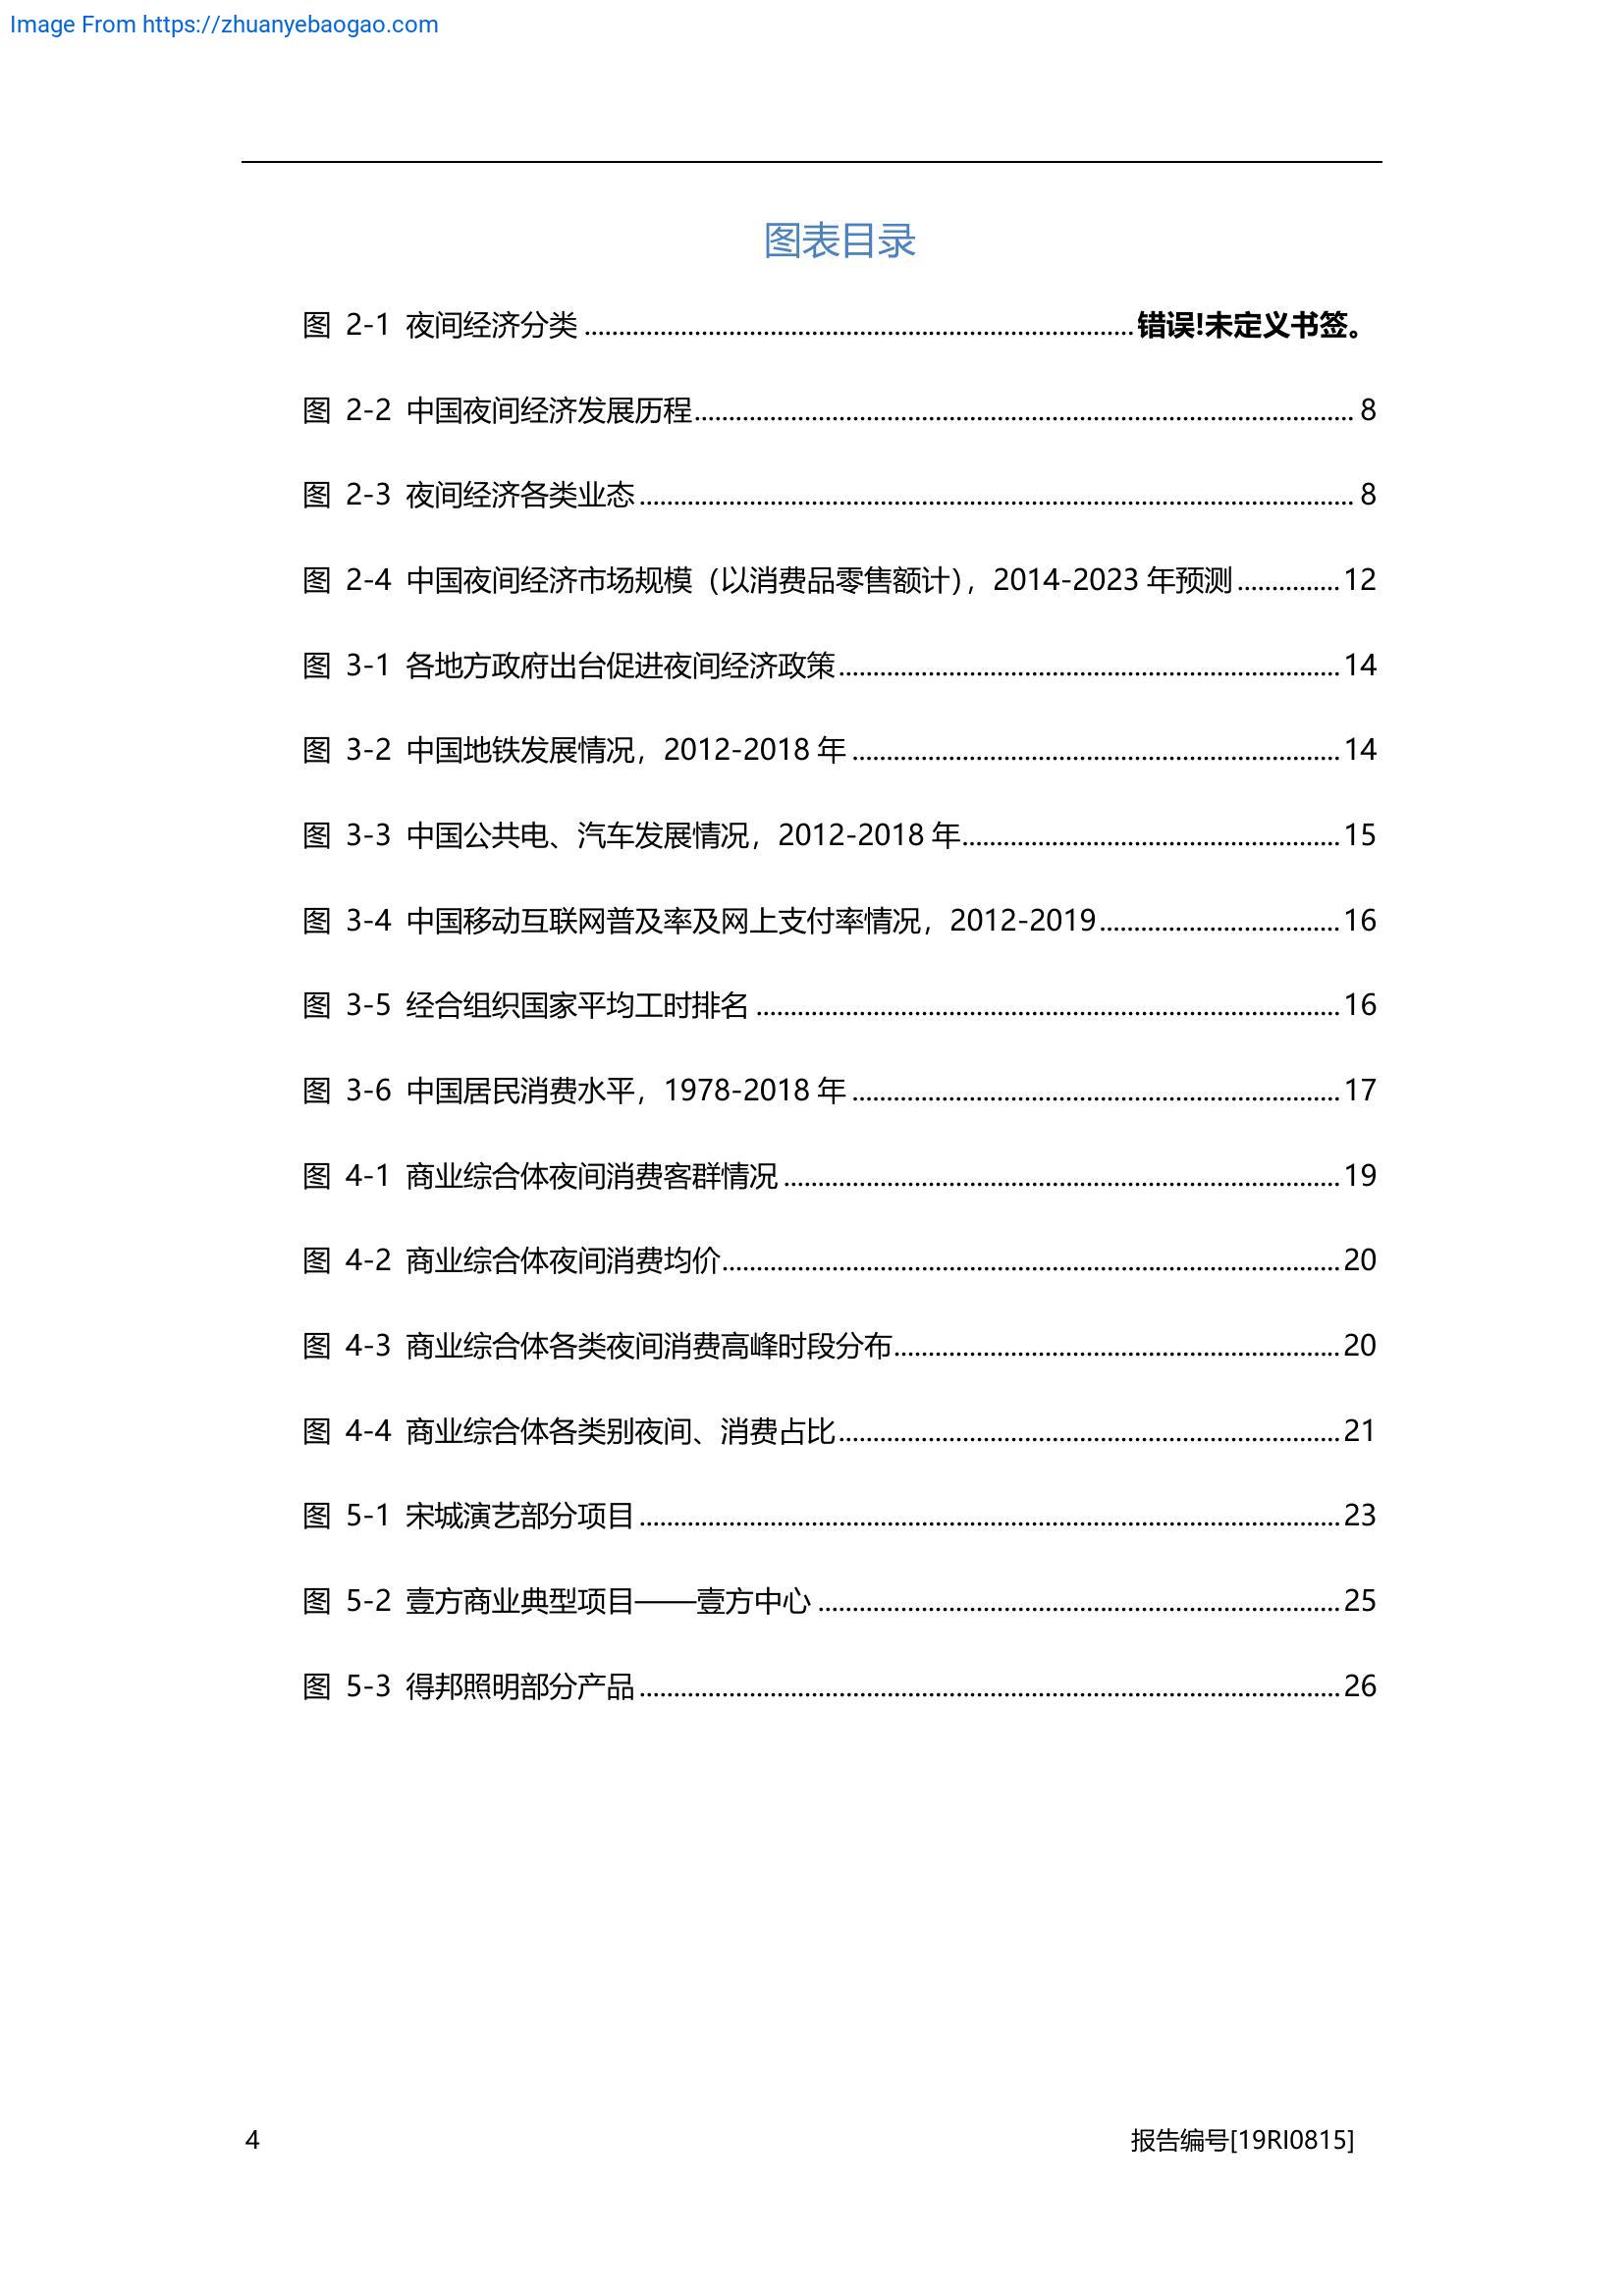 Image From https://zhuanyebaogao.com
图表目录
图 2-1 夜间经济分类................................................................................错误!未定义书签。
图 2-2 中国夜间经济发展历程................................................................................................ 8
图 2-3 夜间经济各类业态........................................................................................................ 8
图 2-4 中国夜间经济市场规模（以消费品零售额计），2014-2023 年预测...............12
图 3-1 各地方政府出台促进夜间经济政策.........................................................................14
图 3-2 中国地铁发展情况，2012-2018 年.......................................................................14
图 3-3 中国公共电、汽车发展情况，2012-2018 年.......................................................15
图 3-4 中国移动互联网普及率及网上支付率情况，2012-2019...................................16
图 3-5 经合组织国家平均工时排名.....................................................................................16
图 3-6 中国居民消费水平，1978-2018 年.......................................................................17
图 4-1 商业综合体夜间消费客群情况.................................................................................19
图 4-2 商业综合体夜间消费均价..........................................................................................20
图 4-3 商业综合体各类夜间消费高峰时段分布.................................................................20
图 4-4 商业综合体各类别夜间、消费占比.........................................................................21
图 5-1 宋城演艺部分项目......................................................................................................23
图 5-2 壹方商业典型项目——壹方中心............................................................................25
图 5-3 得邦照明部分产品......................................................................................................26
4
报告编号[19RI0815]